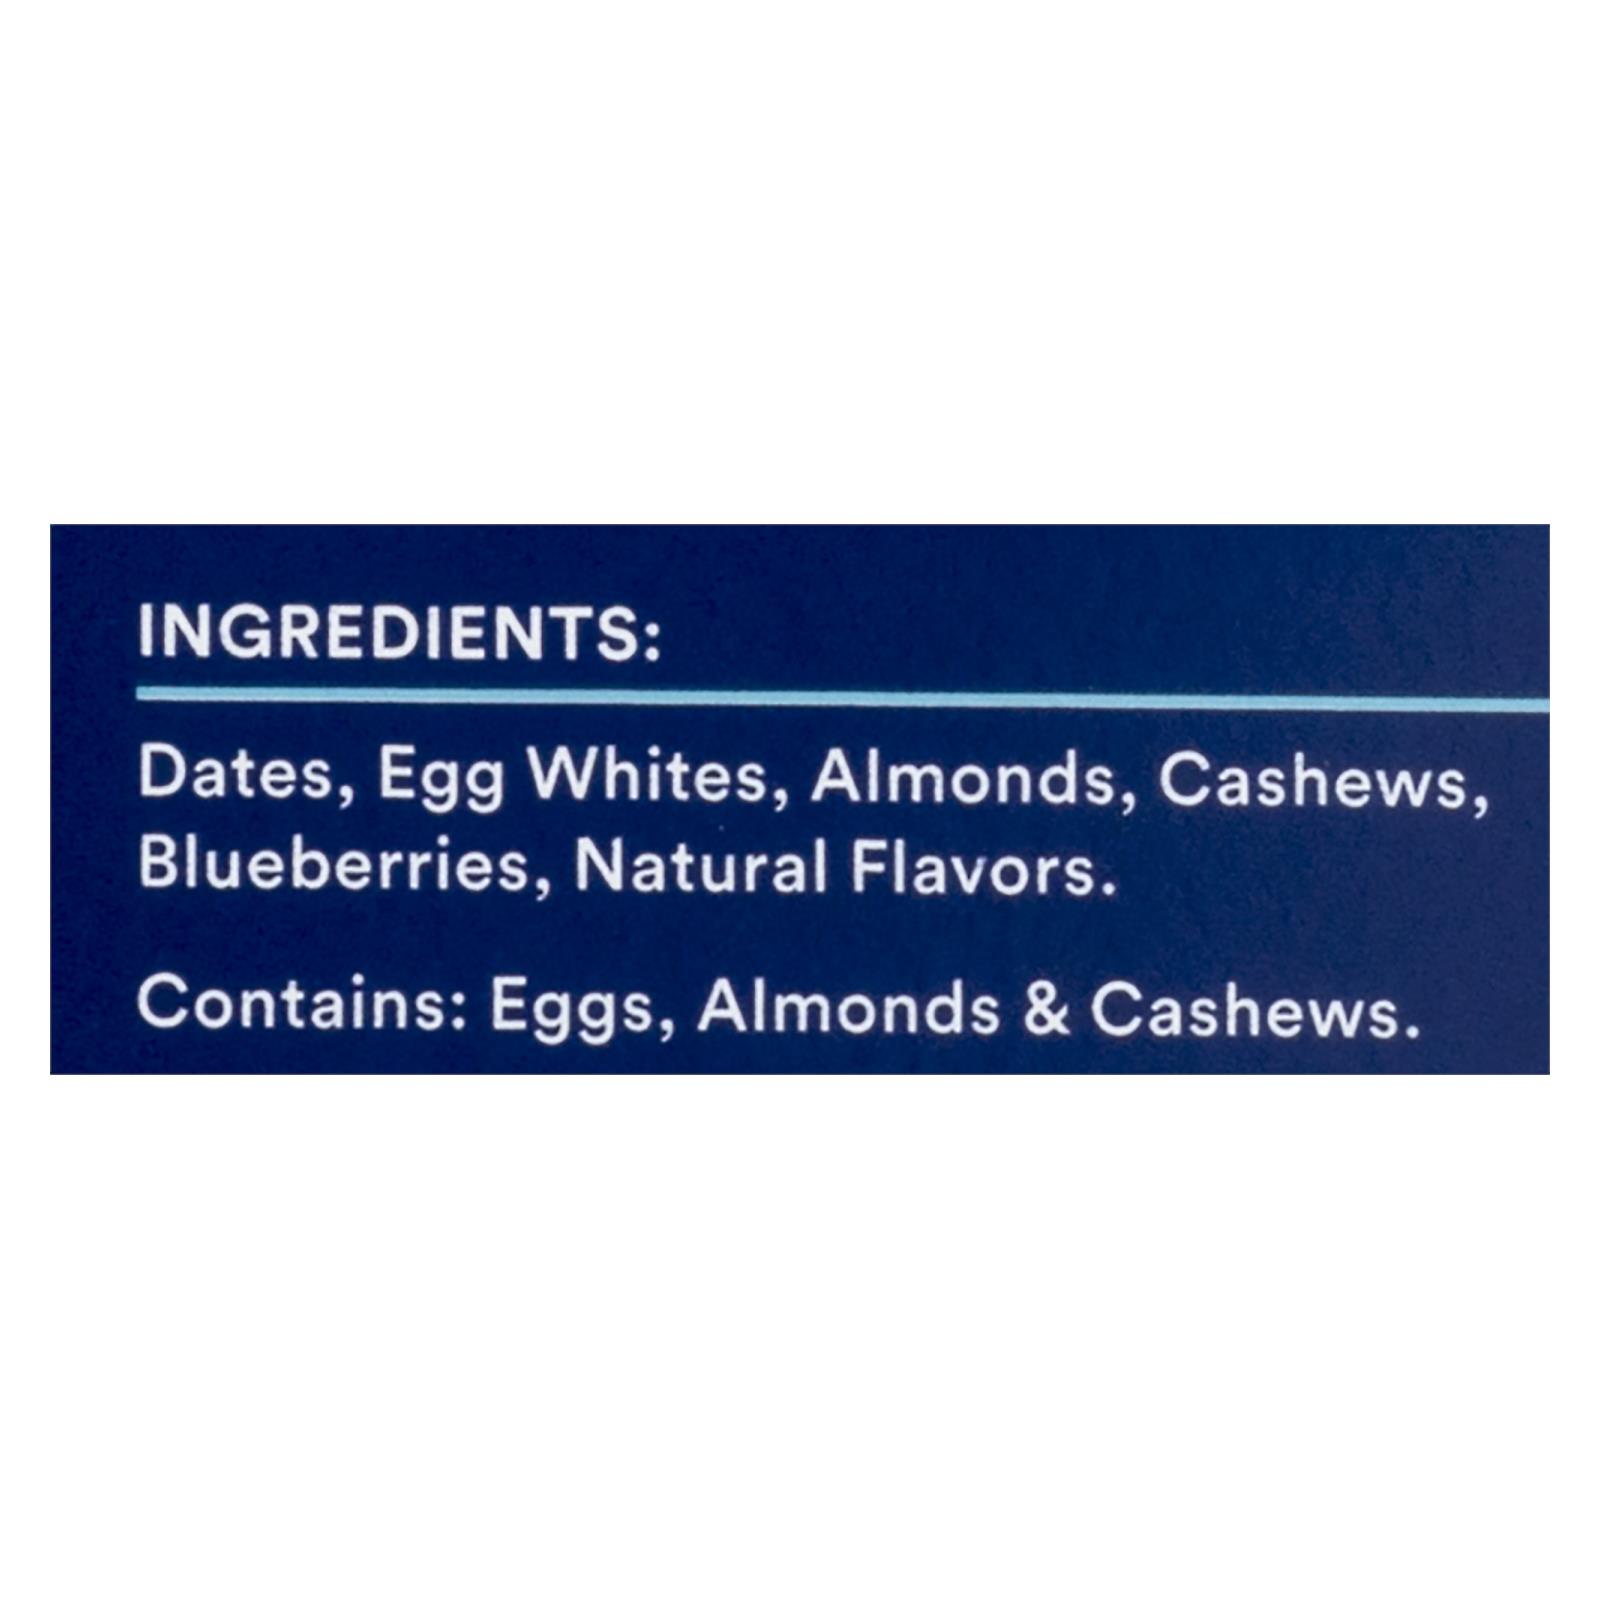 INGREDIENTS:
Dates, Egg Whites, Almonds, Cashews,
Blueberries, Natural Flavors.
Contains: Eggs, Almonds & Cashews.